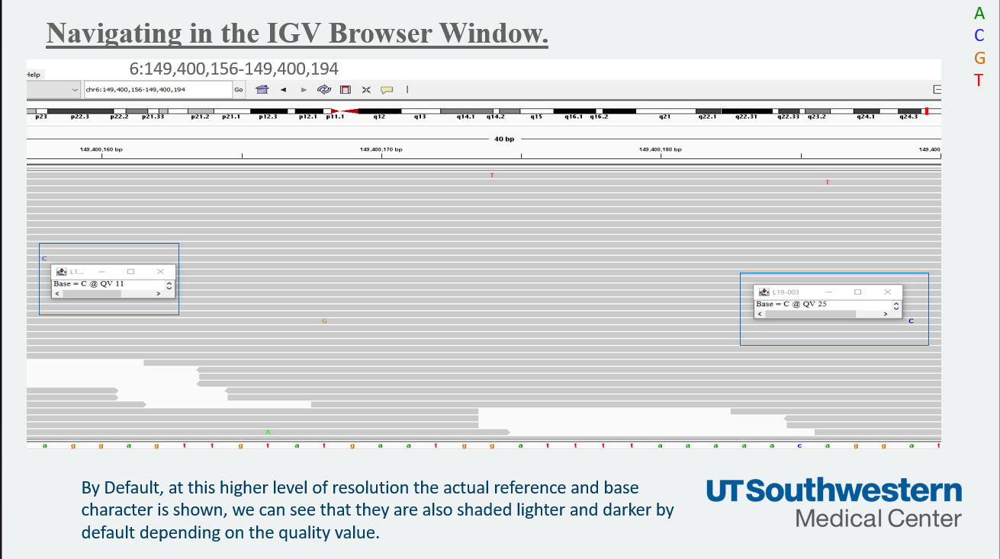 Navigating in the IGV Browser Window.
A
C
G
T
6:149,400,156-149,400,194
Help
chr6:149,400,156-149,400,194 Go
p23 p22.3 p22.2 p21.33 p21.2 p21.1 p12.3 p12.1 p11.1 q12 q13 q14.1 q14.2 q15 q16.1 q16.2 q21 q22.1 q22.31 q22.33 q23.2 q24.1 q24.3
40 bp
149,400,160 bp 149,400,170 bp 149,400,180 bp 149,400
T
T
C
L1...
Base = C @ QV 11
L19-003
Base = C @ QV 25
G
C
A
a g g a g t t g t a t g a a t g g a t t t t a a a a a c a g g a t
By Default, at this higher level of resolution the actual reference and base
character is shown, we can see that they are also shaded lighter and darker by
default depending on the quality value.
UTSouthwestern
Medical Center